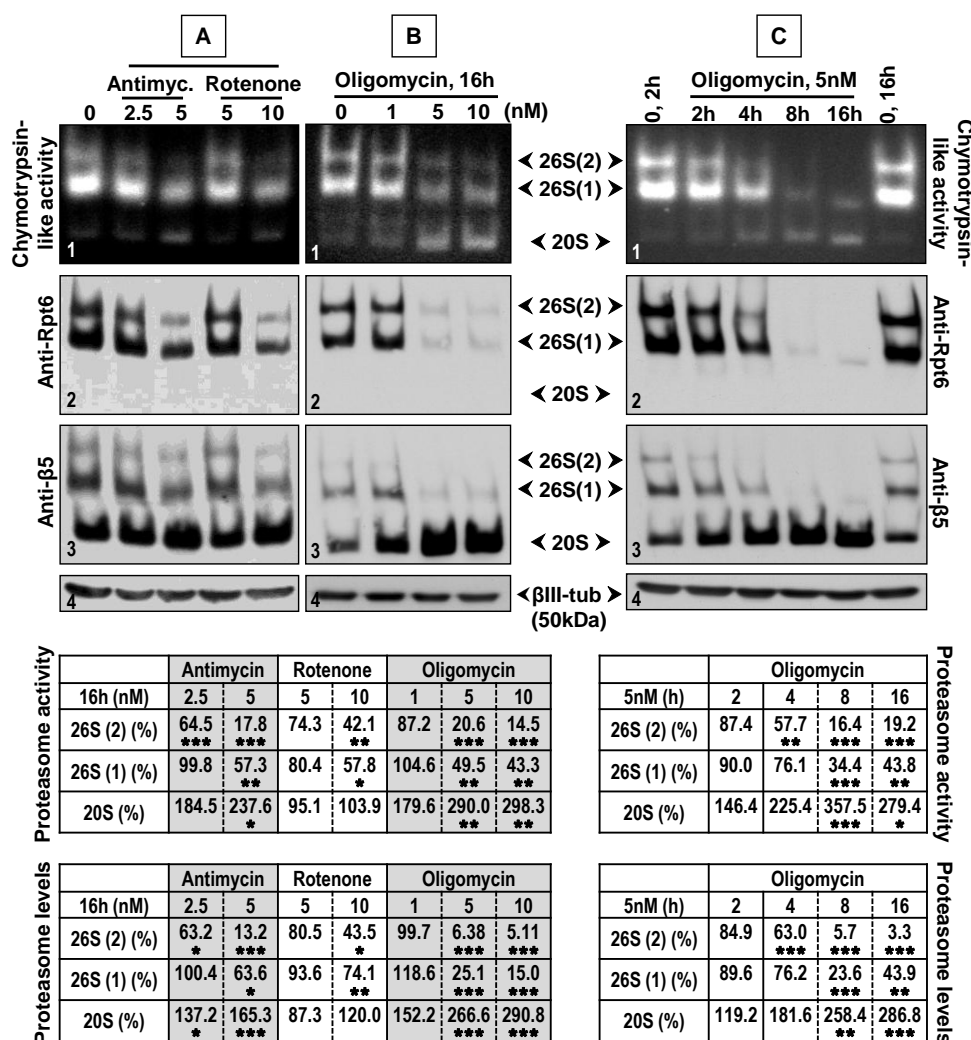 A
B
C
Antimyc. Rotenone
Oligomycin, 16h
Oligomycin, 5nM
0 2.5 5 5 10
0 1 5 10 (nM)
0, 2h 2h 4h 8h 16h 0, 16h
Chymotrypsin-
like activity
1
1
26S(2)
26S(1)
20S
1
Chymotrypsin-
like activity
Anti-Rpt6
2
2
26S(2)
26S(1)
20S
2
Anti-Rpt6
Anti-β5
3
3
26S(2)
26S(1)
20S
3
Anti-β5
4
4
βIII-tub
(50kDa)
4
Proteasome activity
Antimycin Rotenone Oligomycin
16h (nM) 2.5 5 5 10 1 5 10
26S (2) (%) 64.5 17.8 74.3 42.1 87.2 20.6 14.5
*** *** ** *** ***
26S (1) (%) 99.8 57.3 80.4 57.8 104.6 49.5 43.3
** * ** **
20S (%) 184.5 237.6 95.1 103.9 179.6 290.0 298.3
* ** **
Oligomycin
5nM (h) 2 4 8 16
26S (2) (%) 87.4 57.7 16.4 19.2
** *** ***
26S (1) (%) 90.0 76.1 34.4 43.8
*** **
20S (%) 146.4 225.4 357.5 279.4
*** *
Proteasome activity
Proteasome levels
Antimycin Rotenone Oligomycin
16h (nM) 2.5 5 5 10 1 5 10
26S (2) (%) 63.2 13.2 80.5 43.5 99.7 6.38 5.11
* *** * *** ***
26S (1) (%) 100.4 63.6 93.6 74.1 118.6 25.1 15.0
* ** *** ***
20S (%) 137.2 165.3 87.3 120.0 152.2 266.6 290.8
* *** *** ***
Oligomycin
5nM (h) 2 4 8 16
26S (2) (%) 84.9 63.0 5.7 3.3
*** *** ***
26S (1) (%) 89.6 76.2 23.6 43.9
*** **
20S (%) 119.2 181.6 258.4 286.8
** ***
Proteasome levels